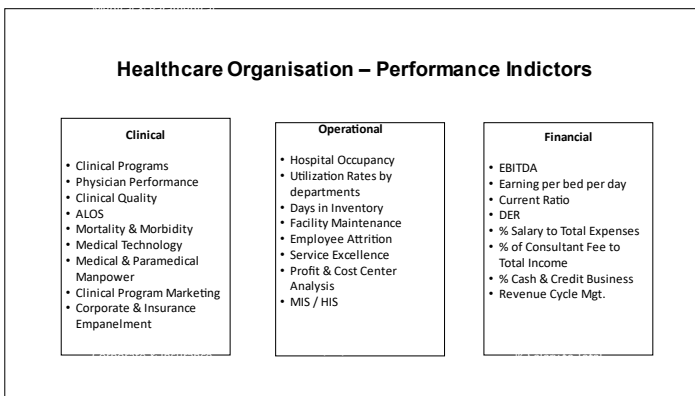 Healthcare Organisation – Performance Indictors
Clinical
• Clinical Programs
• Physician Performance
• Clinical Quality
• ALOS
• Mortality & Morbidity
• Medical Technology
• Medical & Paramedical
Manpower
• Clinical Program Marketing
• Corporate & Insurance
Empanelment
Operational
• Hospital Occupancy
• Utilization Rates by
departments
• Days in Inventory
• Facility Maintenance
• Employee Attrition
• Service Excellence
• Profit & Cost Center
Analysis
• MIS / HIS
Financial
• EBITDA
• Earning per bed per day
• Current Ratio
• DER
• % Salary to Total Expenses
• % of Consultant Fee to
Total Income
• % Cash & Credit Business
• Revenue Cycle Mgt.